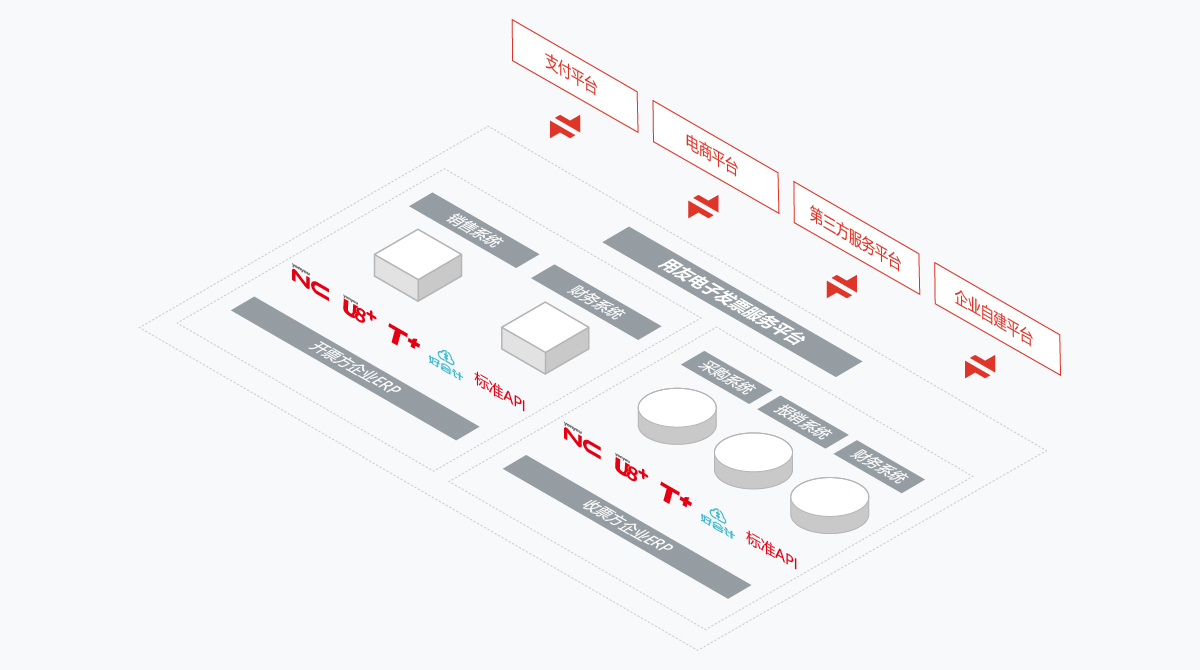 支付平台
电商平台
第三方服务平台
企业自建平台
用友电子发票服务平台
销售系统
财务系统
yonyou
NC
yonyou
U8+
T+
好会计
标准API
开票方企业ERP
采购系统
报销系统
财务系统
yonyou
NC
yonyou
U8+
T+
好会计
标准API
收票方企业ERP